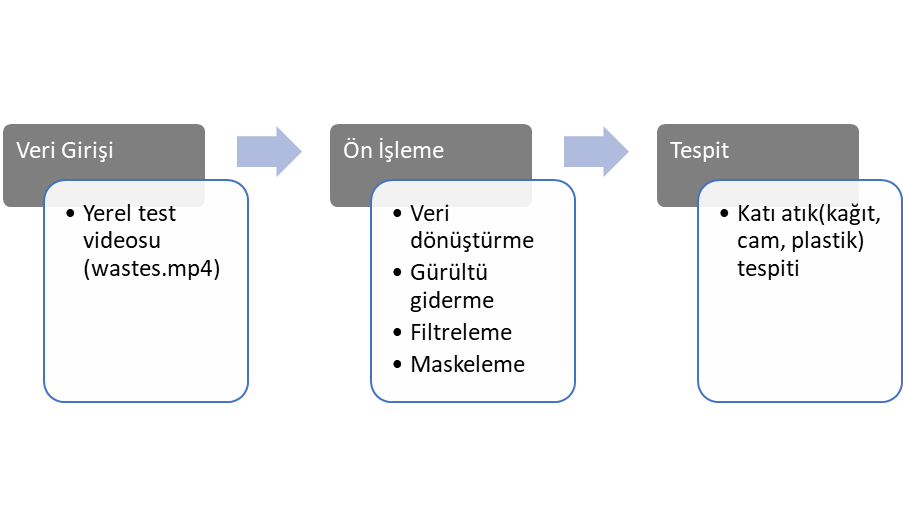 Veri Girişi
• Yerel test
videosu
(wastes.mp4)
Ön İşleme
• Veri
dönüştürme
• Gürültü
giderme
• Filtreleme
• Maskeleme
Tespit
• Katı atık(kağıt,
cam, plastik)
tespiti